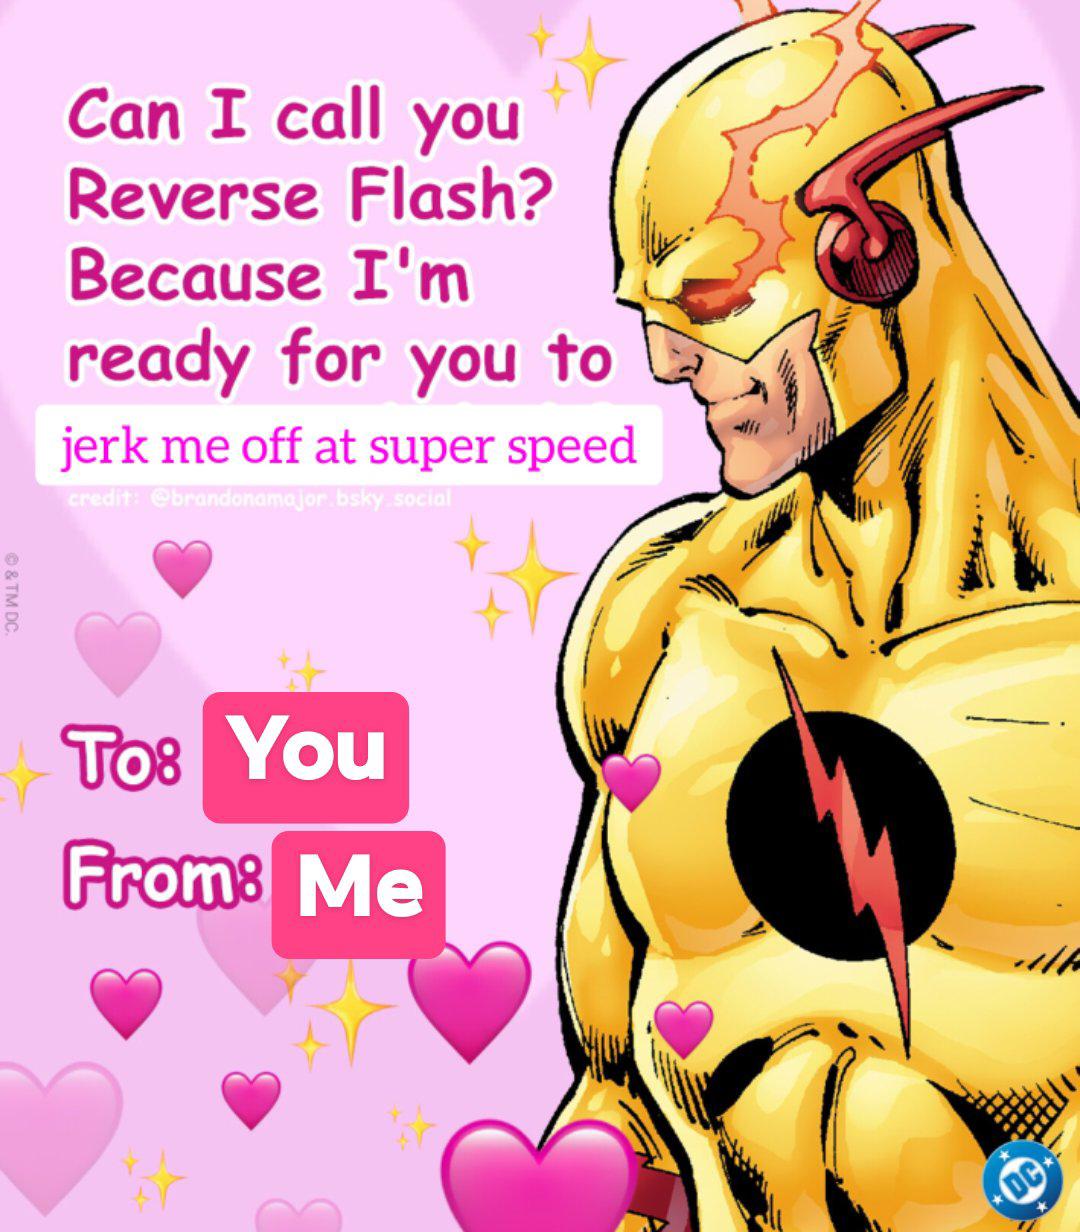 Can I call you
Reverse Flash?
Because I'm
ready for you to
jerk me off at super speed
credit: @brandonamajor.bsky.social
© & TM DC.
To: You
From: Me
DC